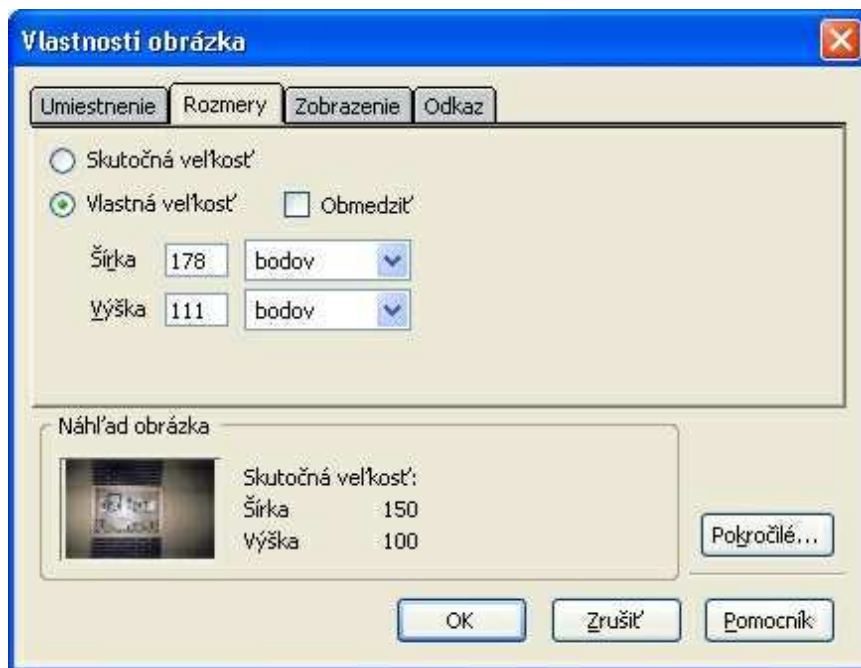 Vlastnosti obrázka
Umiestnenie Rozmery Zobrazenie Odkaz
Skutočná veľkosť
Vlastná veľkosť Obmedziť
Šírka 178 bodov
Výška 111 bodov
Náhľad obrázka
Skutočná veľkosť:
Šírka 150
Výška 100
Pokročilé...
OK Zrušiť Pomocník